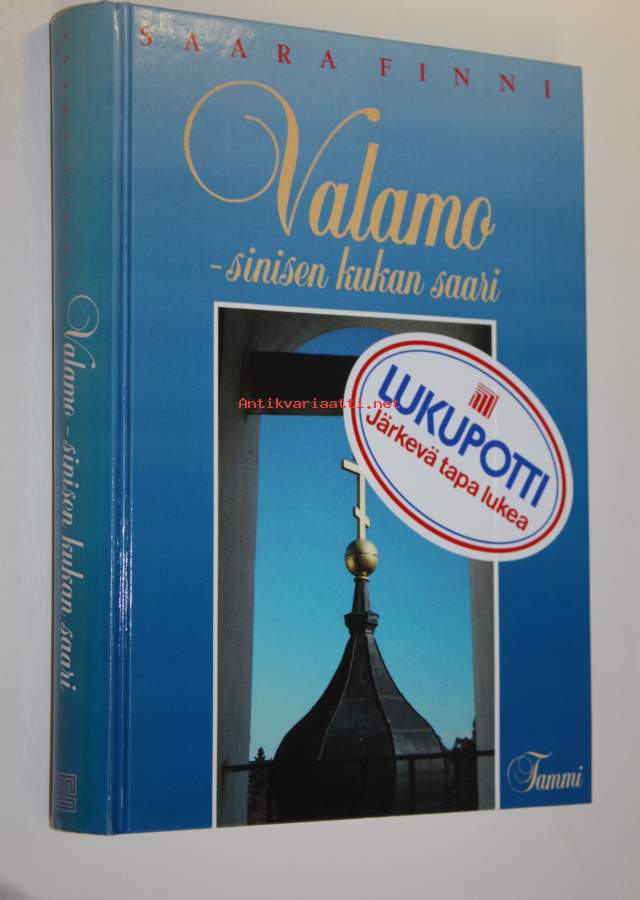 SAARA FINNI
Valamo
- sinisen kukan saari
LUKUPOTTI
Järkevä tapa lukea
Antikvariaatti.net
Tammi
Valamo - sinisen kukan saari